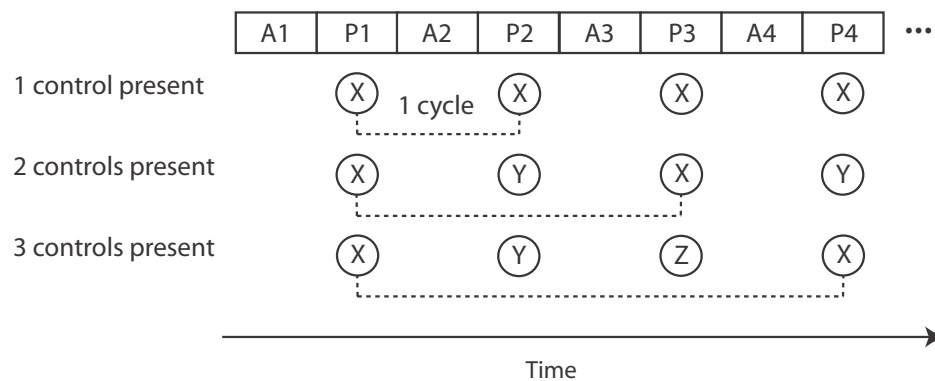 A1 P1 A2 P2 A3 P3 A4 P4 •••
1 control present X X X X
1 cycle
2 controls present X Y X Y
3 controls present X Y Z X
Time